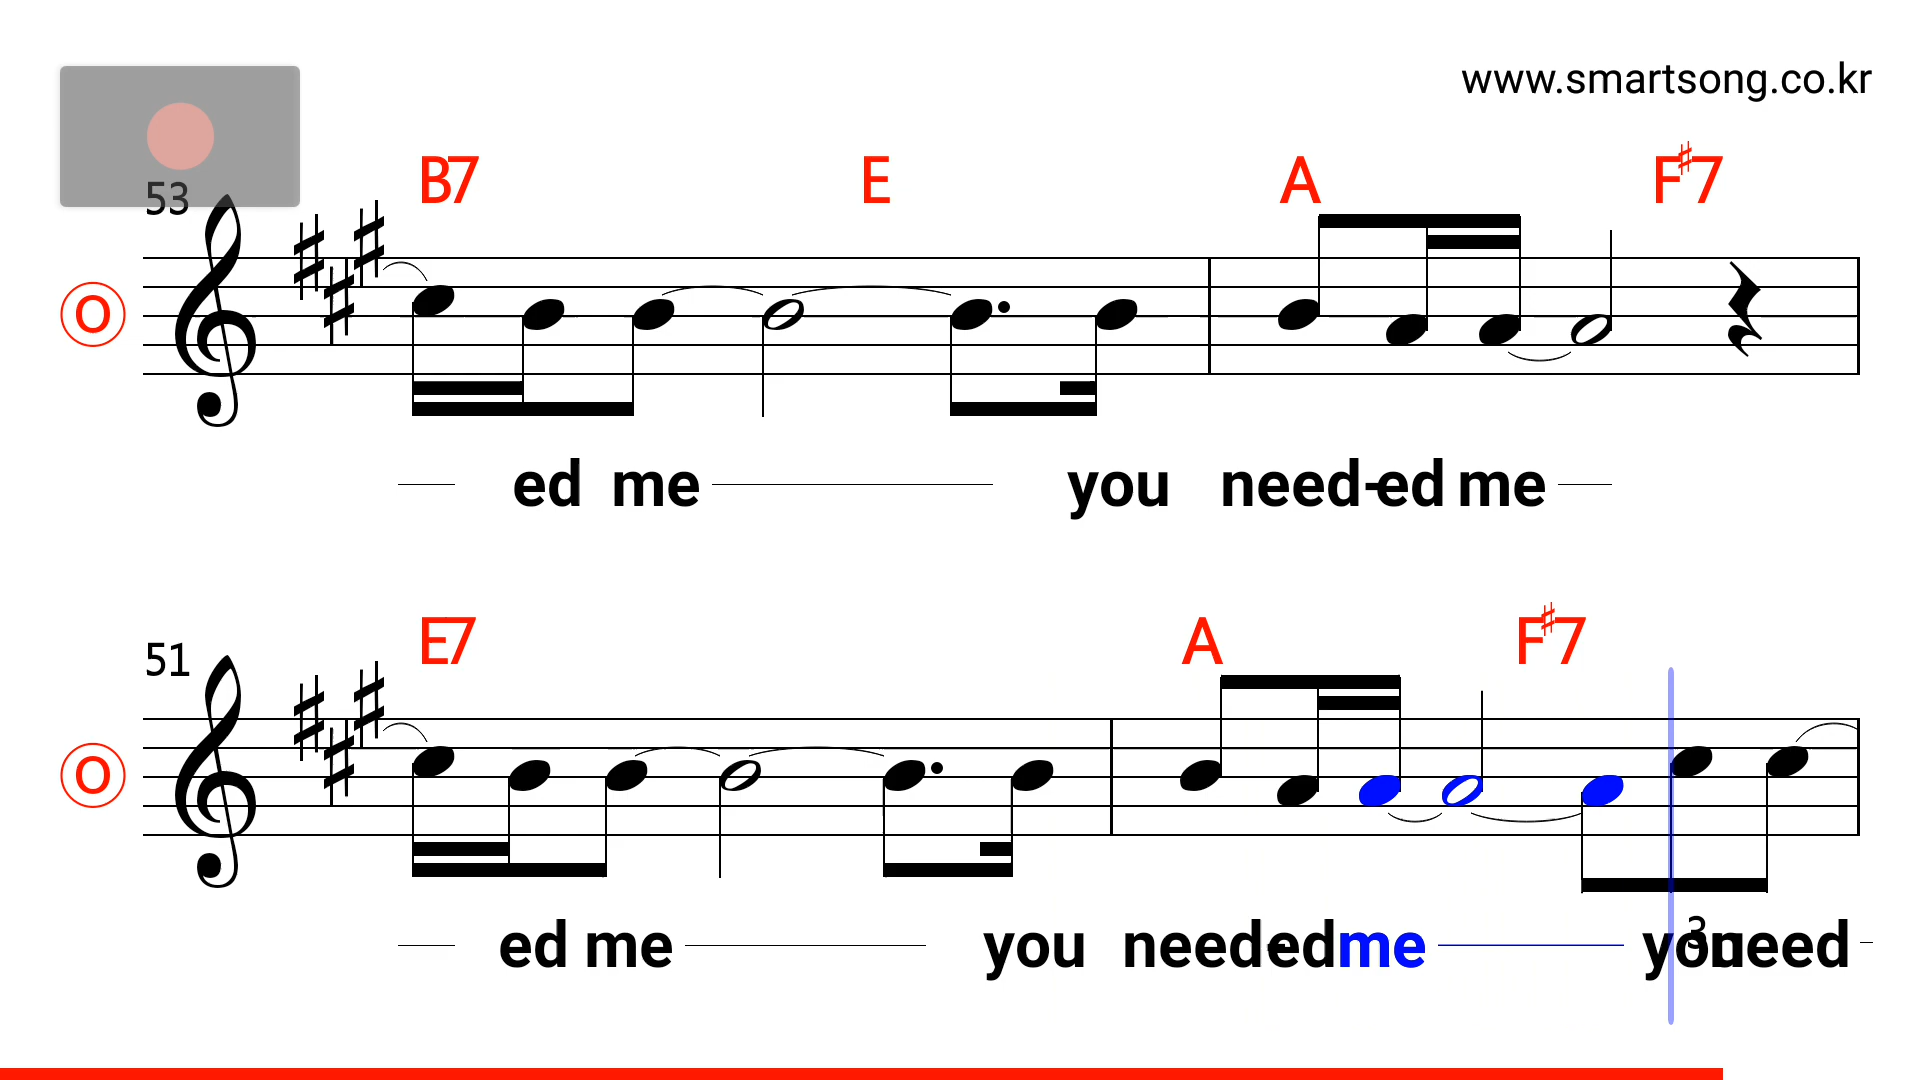 www.smartsong.co.kr
B7 E A F♯7
53
O
ed me you need-ed me
E7 A F♯7
51
O
ed me you need-ed me you need -
3